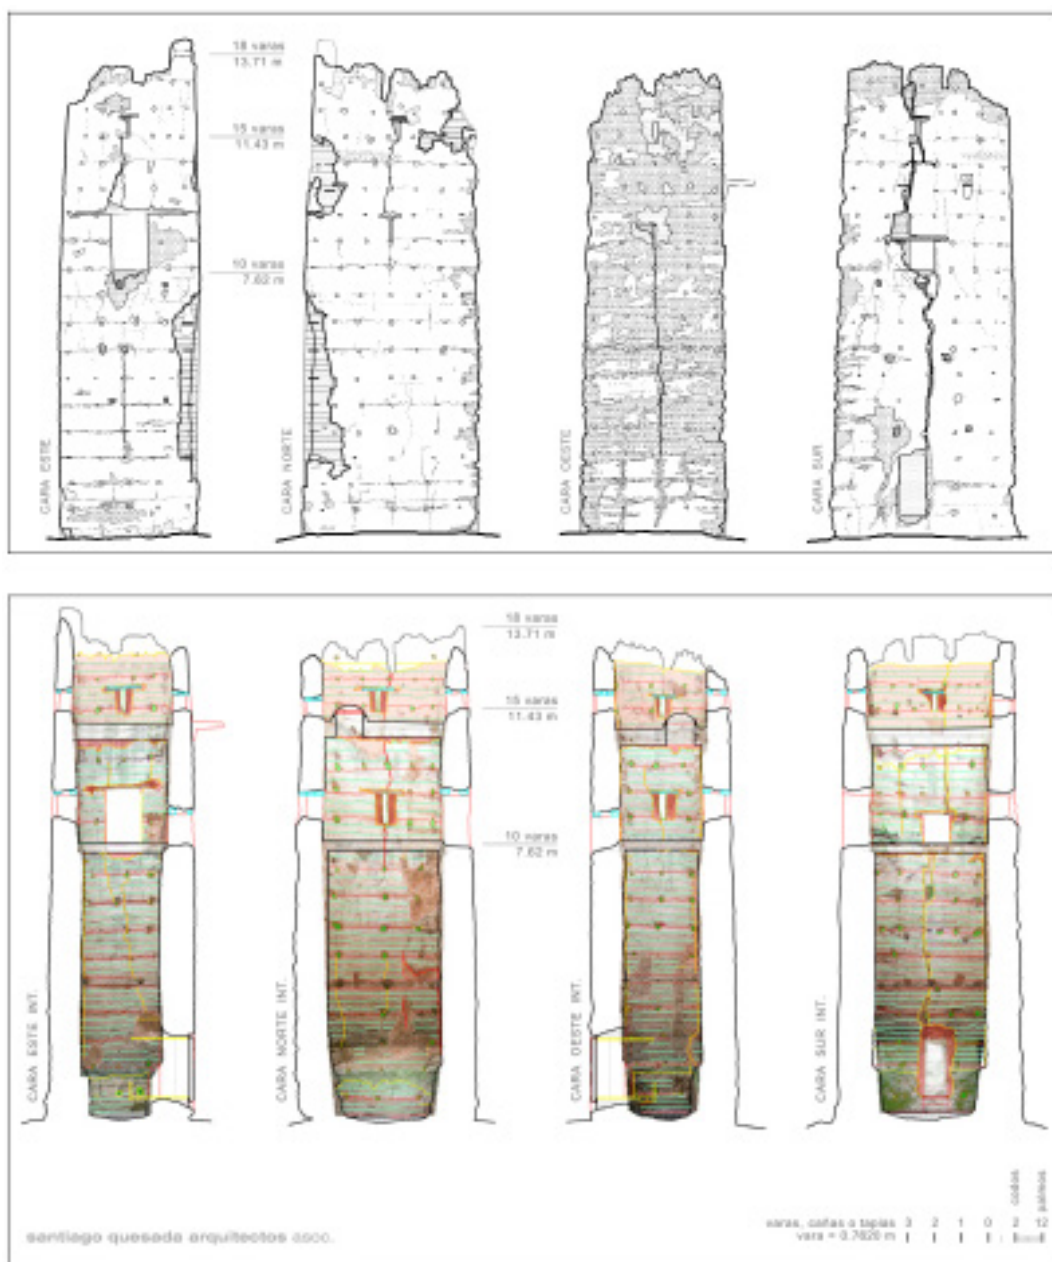 18 varas
13.71 m
15 varas
11.43 m
10 varas
7.62 m
CARA ESTE
CARA NORTE
CARA OESTE
CARA SUR
18 varas
13.71 m
15 varas
11.43 m
10 varas
7.62 m
CARA ESTE INT.
CARA NORTE INT.
CARA OESTE INT.
CARA SUR INT.
codos
palmos
varas, cañas o tapias 3 2 1 0 2 12
vara = 0.7620 m
santiago quesada arquitectos asoc.